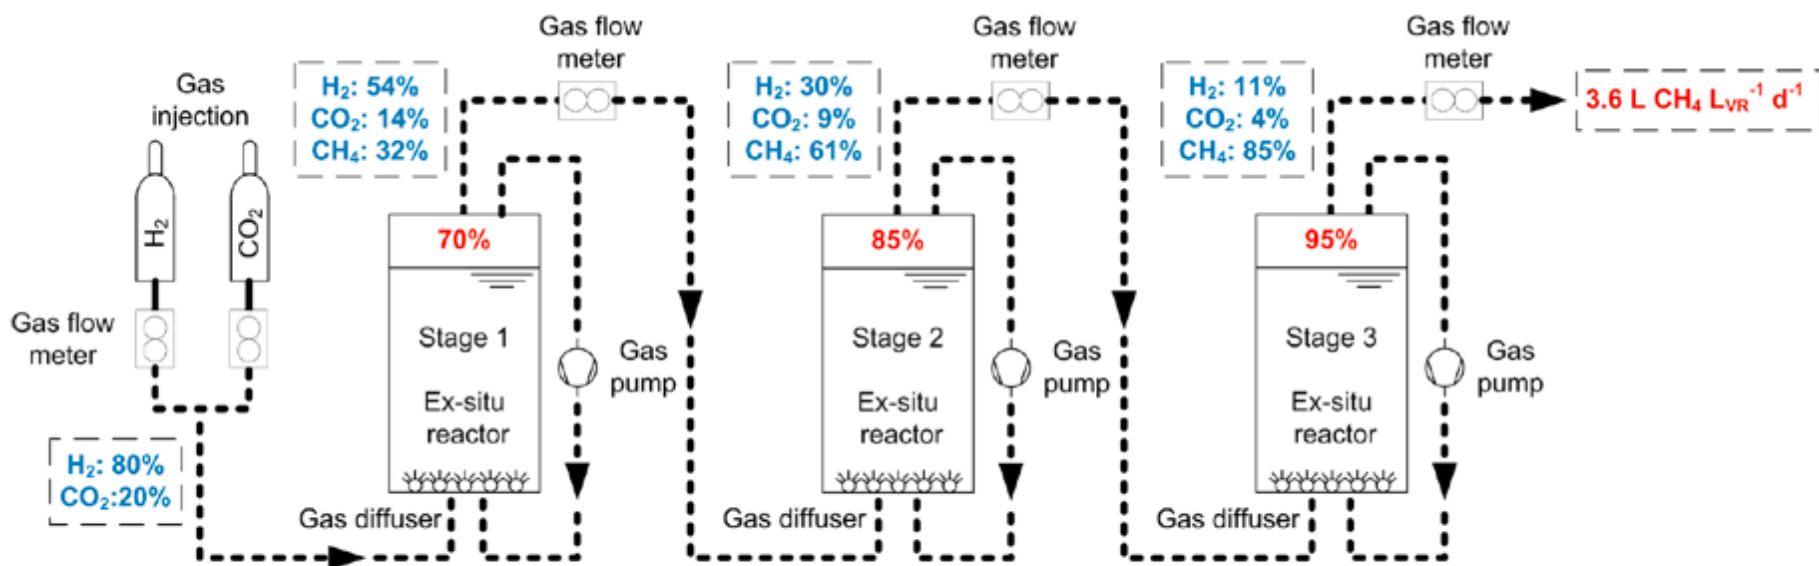 Gas
injection
H₂
CO₂
Gas flow
meter
H₂: 80%
CO₂:20%
H₂: 54%
CO₂: 14%
CH₄: 32%
Gas flow
meter
70%
Stage 1
Ex-situ
reactor
Gas
pump
Gas diffuser
H₂: 30%
CO₂: 9%
CH₄: 61%
Gas flow
meter
85%
Stage 2
Ex-situ
reactor
Gas
pump
Gas diffuser
H₂: 11%
CO₂: 4%
CH₄: 85%
Gas flow
meter
95%
Stage 3
Ex-situ
reactor
Gas
pump
Gas diffuser
3.6 L CH₄ L_VR⁻¹ d⁻¹